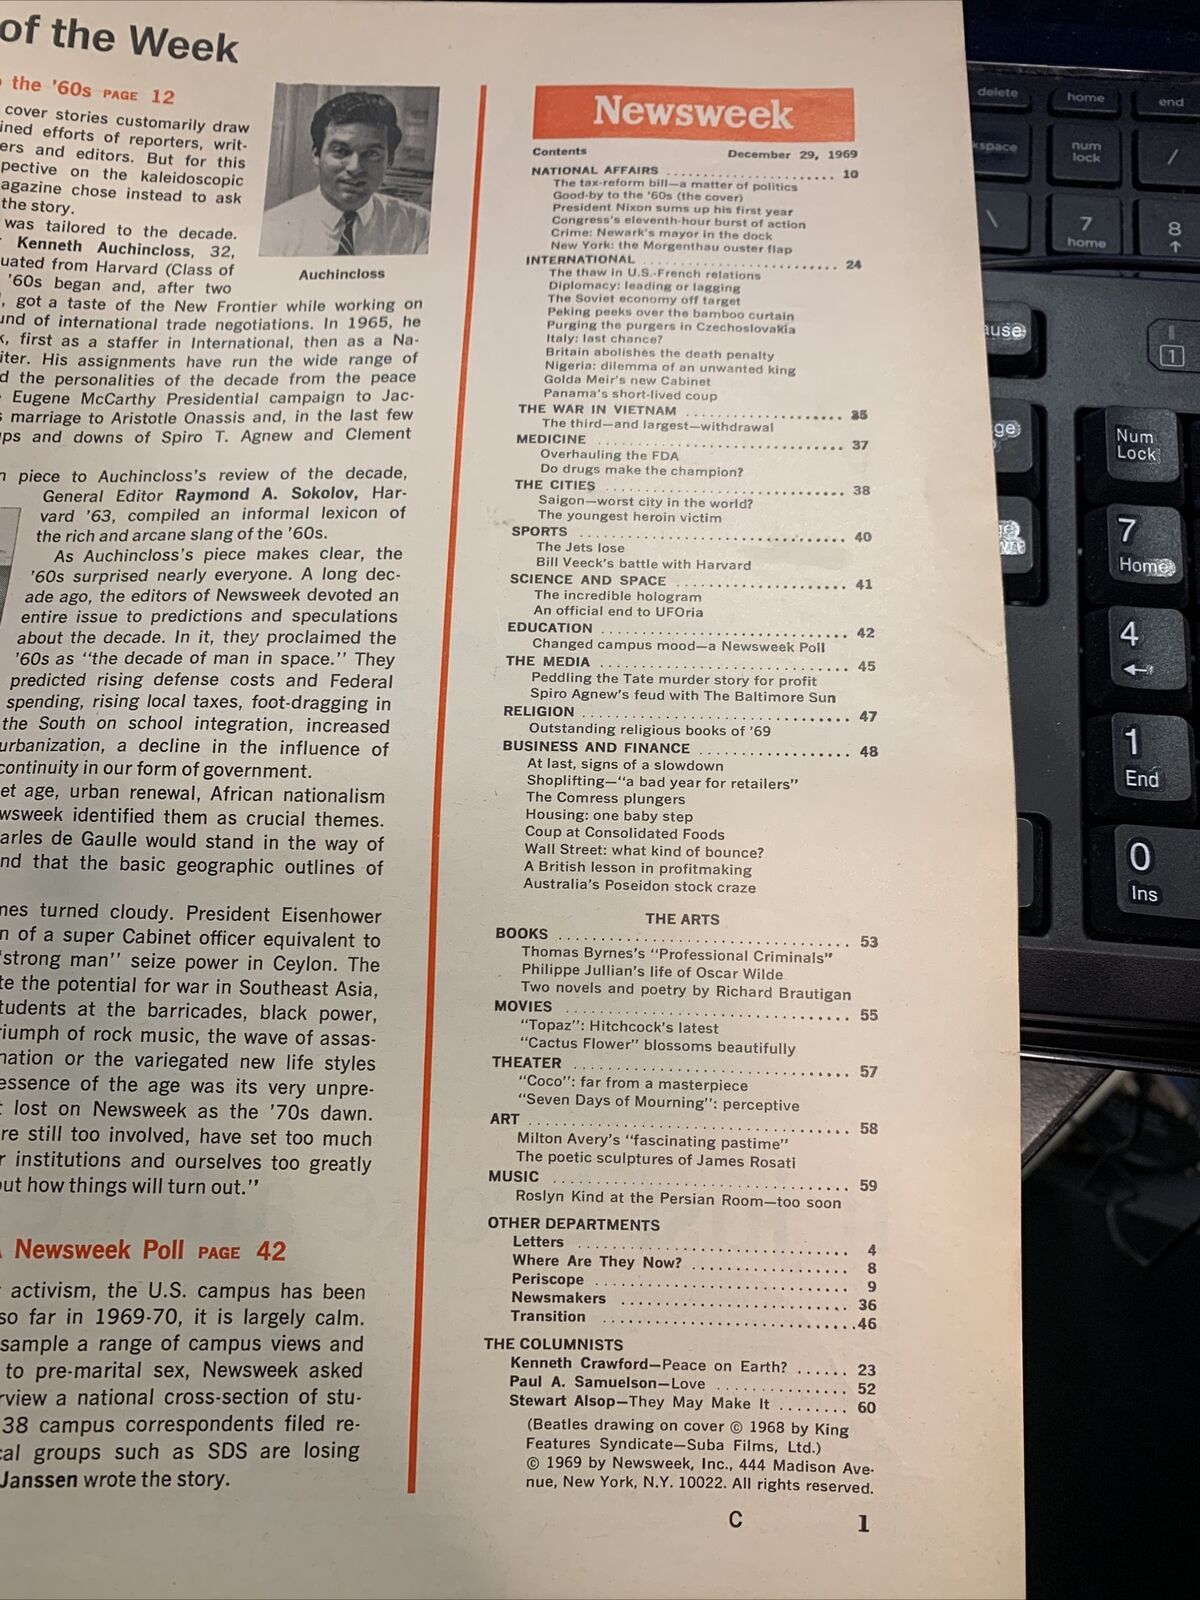 of the Week
the '60s PAGE 12
cover stories customarily draw
ined efforts of reporters, writ-
ers and editors. But for this
pective on the kaleidoscopic
agazine chose instead to ask
the story.
was tailored to the decade.
Kenneth Auchincloss, 32,
uated from Harvard (Class of
'60s began and, after two
Auchincloss
, got a taste of the New Frontier while working on
und of international trade negotiations. In 1965, he
k, first as a staffer in International, then as a Na-
iter. His assignments have run the wide range of
d the personalities of the decade from the peace
Eugene McCarthy Presidential campaign to Jac-
s marriage to Aristotle Onassis and, in the last few
ups and downs of Spiro T. Agnew and Clement
n piece to Auchincloss's review of the decade,
General Editor Raymond A. Sokolov, Har-
vard '63, compiled an informal lexicon of
the rich and arcane slang of the '60s.
As Auchincloss's piece makes clear, the
'60s surprised nearly everyone. A long dec-
ade ago, the editors of Newsweek devoted an
entire issue to predictions and speculations
about the decade. In it, they proclaimed the
'60s as "the decade of man in space." They
predicted rising defense costs and Federal
spending, rising local taxes, foot-dragging in
the South on school integration, increased
urbanization, a decline in the influence of
continuity in our form of government.
et age, urban renewal, African nationalism
wsweek identified them as crucial themes.
arles de Gaulle would stand in the way of
nd that the basic geographic outlines of
mes turned cloudy. President Eisenhower
n of a super Cabinet officer equivalent to
"strong man" seize power in Ceylon. The
te the potential for war in Southeast Asia,
tudents at the barricades, black power,
riumph of rock music, the wave of assas-
nation or the variegated new life styles
essence of the age was its very unpre-
t lost on Newsweek as the '70s dawn.
re still too involved, have set too much
r institutions and ourselves too greatly
out how things will turn out."
A Newsweek Poll PAGE 42
activism, the U.S. campus has been
so far in 1969-70, it is largely calm.
sample a range of campus views and
to pre-marital sex, Newsweek asked
rview a national cross-section of stu-
38 campus correspondents filed re-
cal groups such as SDS are losing
Janssen wrote the story.
Newsweek
Contents December 29, 1969
NATIONAL AFFAIRS .......................... 10
The tax-reform bill—a matter of politics
Good-by to the '60s (the cover)
President Nixon sums up his first year
Congress's eleventh-hour burst of action
Crime: Newark's mayor in the dock
New York: the Morgenthau ouster flap
INTERNATIONAL .............................. 24
The thaw in U.S.-French relations
Diplomacy: leading or lagging
The Soviet economy off target
Peking peeks over the bamboo curtain
Purging the purgers in Czechoslovakia
Italy: last chance?
Britain abolishes the death penalty
Nigeria: dilemma of an unwanted king
Golda Meir's new Cabinet
Panama's short-lived coup
THE WAR IN VIETNAM ..................... 35
The third—and largest—withdrawal
MEDICINE ..................................... 37
Overhauling the FDA
Do drugs make the champion?
THE CITIES .................................... 38
Saigon—worst city in the world?
The youngest heroin victim
SPORTS ........................................ 40
The Jets lose
Bill Veeck's battle with Harvard
SCIENCE AND SPACE ....................... 41
The incredible hologram
An official end to UFOria
EDUCATION ................................... 42
Changed campus mood—a Newsweek Poll
THE MEDIA ................................... 45
Peddling the Tate murder story for profit
Spiro Agnew's feud with The Baltimore Sun
RELIGION ..................................... 47
Outstanding religious books of '69
BUSINESS AND FINANCE ................... 48
At last, signs of a slowdown
Shoplifting—"a bad year for retailers"
The Comress plungers
Housing: one baby step
Coup at Consolidated Foods
Wall Street: what kind of bounce?
A British lesson in profitmaking
Australia's Poseidon stock craze
THE ARTS
BOOKS ......................................... 53
Thomas Byrnes's "Professional Criminals"
Philippe Jullian's life of Oscar Wilde
Two novels and poetry by Richard Brautigan
MOVIES ........................................ 55
"Topaz": Hitchcock's latest
"Cactus Flower" blossoms beautifully
THEATER ...................................... 57
"Coco": far from a masterpiece
"Seven Days of Mourning": perceptive
ART ............................................ 58
Milton Avery's "fascinating pastime"
The poetic sculptures of James Rosati
MUSIC ......................................... 59
Roslyn Kind at the Persian Room—too soon
OTHER DEPARTMENTS
Letters ................................... 4
Where Are They Now? .................... 8
Periscope ................................. 9
Newsmakers .............................. 36
Transition ................................ 46
THE COLUMNISTS
Kenneth Crawford—Peace on Earth? ...... 23
Paul A. Samuelson—Love ................ 52
Stewart Alsop—They May Make It ........ 60
(Beatles drawing on cover © 1968 by King
Features Syndicate—Suba Films, Ltd.)
© 1969 by Newsweek, Inc., 444 Madison Ave-
nue, New York, N.Y. 10022. All rights reserved.
C 1
delete home end
space num lock /
\ 7 home 8 ↑
ause 1
ge Num Lock
7 Home
4 ←
1 End
0 Ins